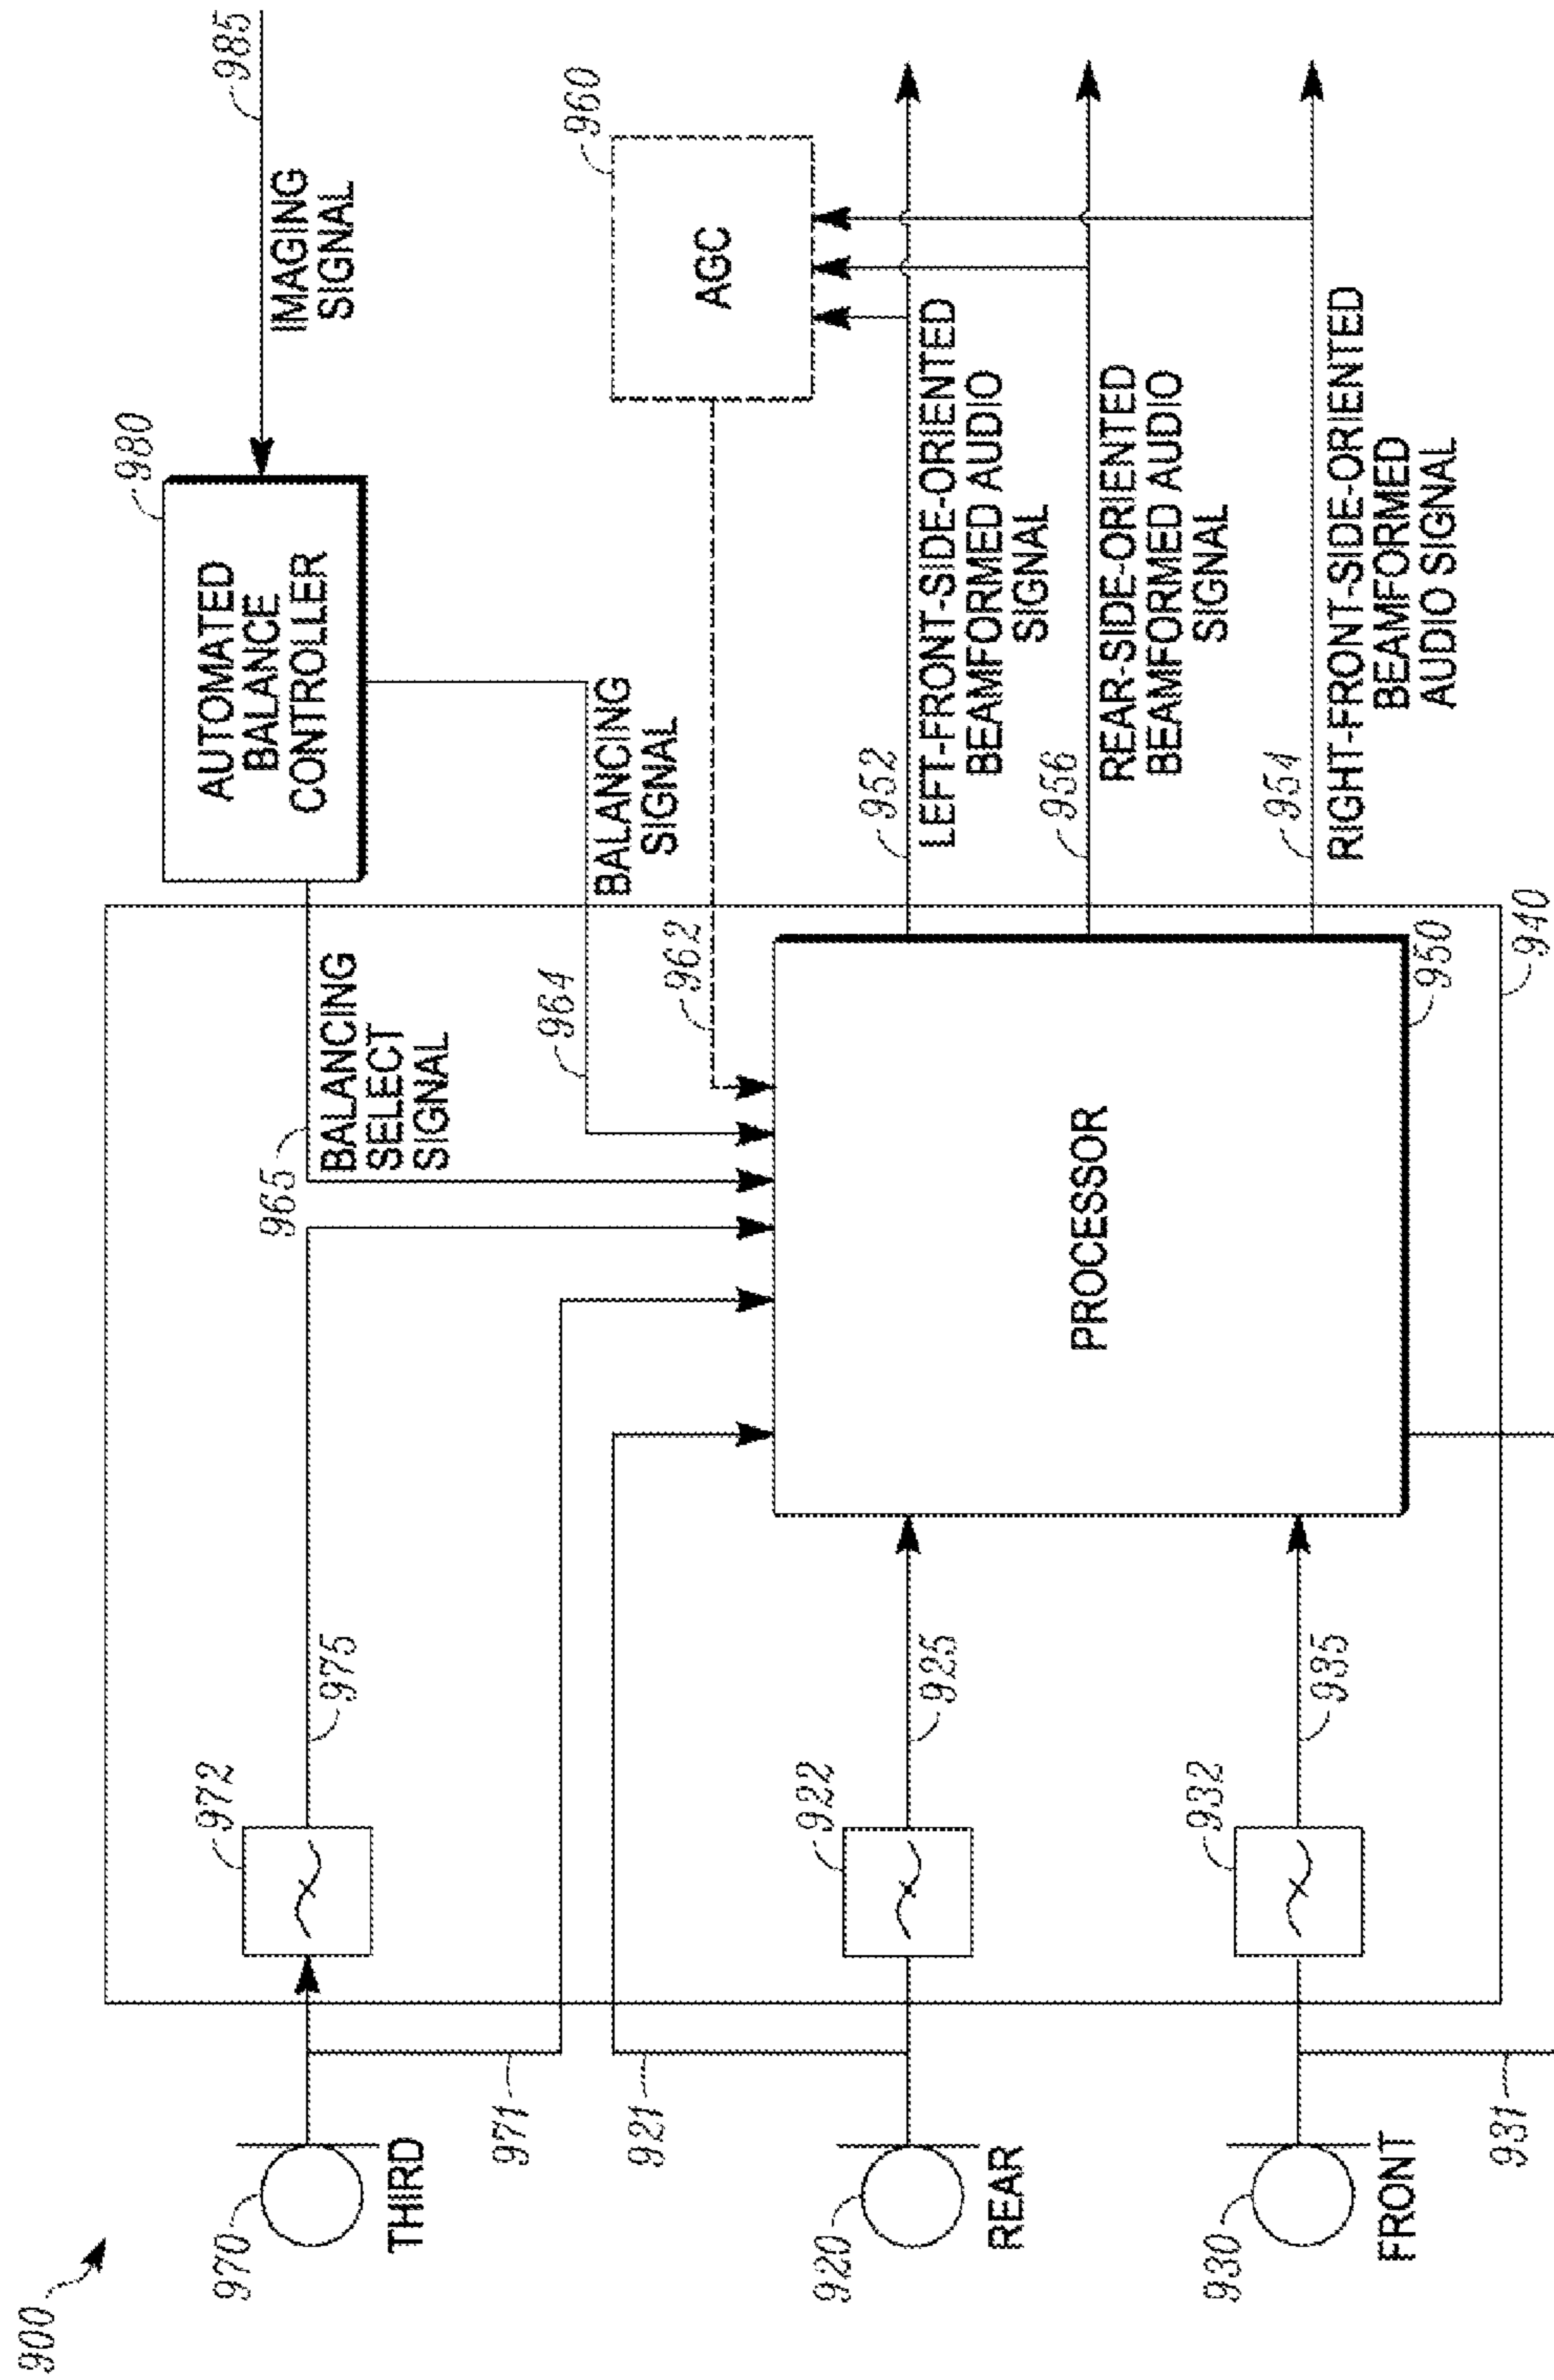 900
985
IMAGING
SIGNAL
980
AUTOMATED
BALANCE
CONTROLLER
960
AGC
965
BALANCING
SELECT
SIGNAL
964
BALANCING
SIGNAL
962
970
THIRD
972
975
971
921
920
REAR
922
925
930
FRONT
932
935
931
PROCESSOR
950
940
952
LEFT-FRONT-SIDE-ORIENTED
BEAMFORMED AUDIO
SIGNAL
956
REAR-SIDE-ORIENTED
BEAMFORMED AUDIO
SIGNAL
954
RIGHT-FRONT-SIDE-ORIENTED
BEAMFORMED
AUDIO SIGNAL